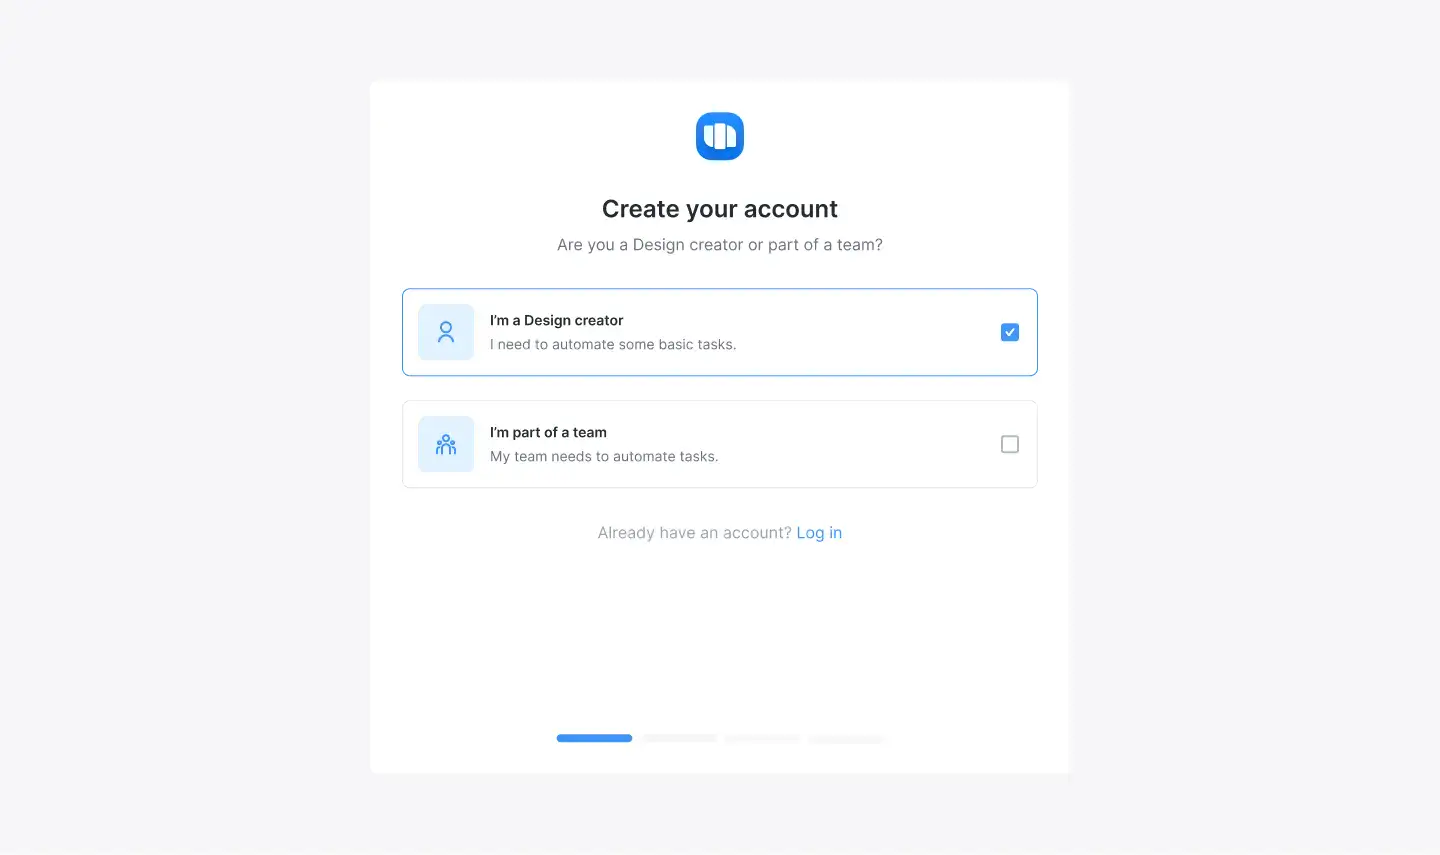 Create your account
Are you a Design creator or part of a team?
I’m a Design creator
I need to automate some basic tasks.
I’m part of a team
My team needs to automate tasks.
Already have an account? Log in